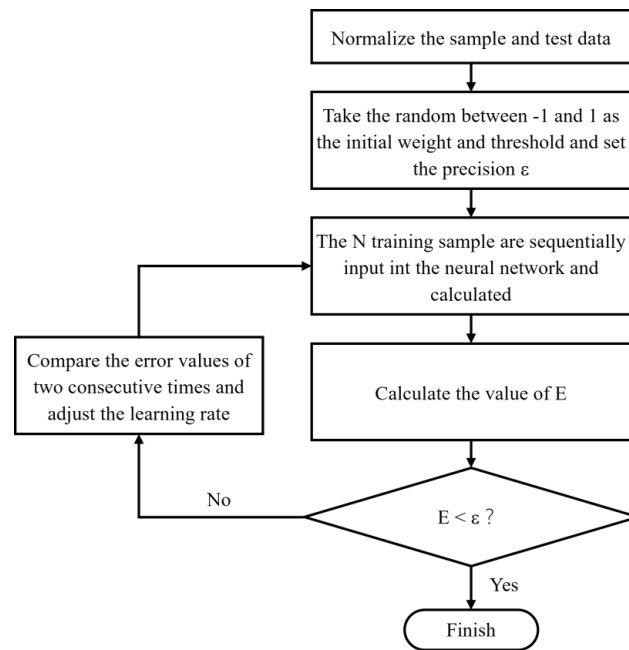 Normalize the sample and test data
Take the random between -1 and 1 as
the initial weight and threshold and set
the precision ε
The N training sample are sequentially
input int the neural network and
calculated
Compare the error values of
two consecutive times and
adjust the learning rate
Calculate the value of E
No
E < ε ?
Yes
Finish